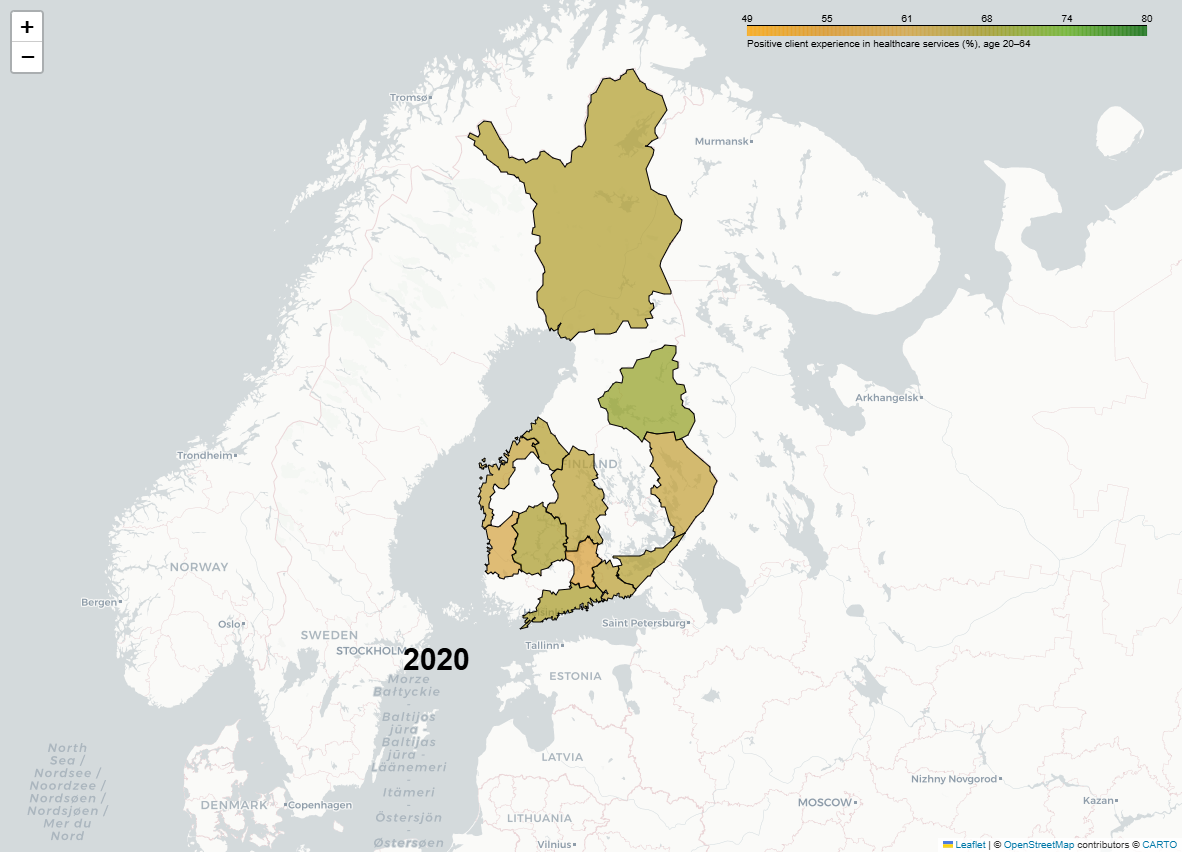 +
−
49 55 61 68 74 80
Positive client experience in healthcare services (%), age 20–64
Tromsø
Murmansk
Arkhangelsk
Trondheim
FINLAND
NORWAY
Bergen
Oslo
SWEDEN
STOCKHOLM
Saint Petersburg
Tallinn
2020
ESTONIA
Morze
Bałtyckie
-
Baltijos
jūra -
Baltijas
jūra -
Läänemeri
-
Itämeri
-
Östersjön
-
Østersøen
North
Sea /
Nordsee /
Noordzee /
Nordsøen /
Nordsjøen /
Mer du
Nord
LATVIA
Nizhny Novgorod
DENMARK
Copenhagen
MOSCOW
Kazan
LITHUANIA
Vilnius
Leaflet | © OpenStreetMap contributors © CARTO